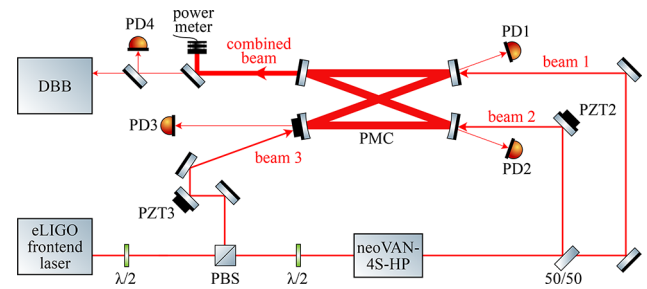 PD4
power
meter
combined
beam
PD1
beam 1
DBB
PD3
beam 2
PZT2
PMC
beam 3
PD2
PZT3
eLIGO
frontend
laser
λ/2
PBS
λ/2
neoVAN-
4S-HP
50/50